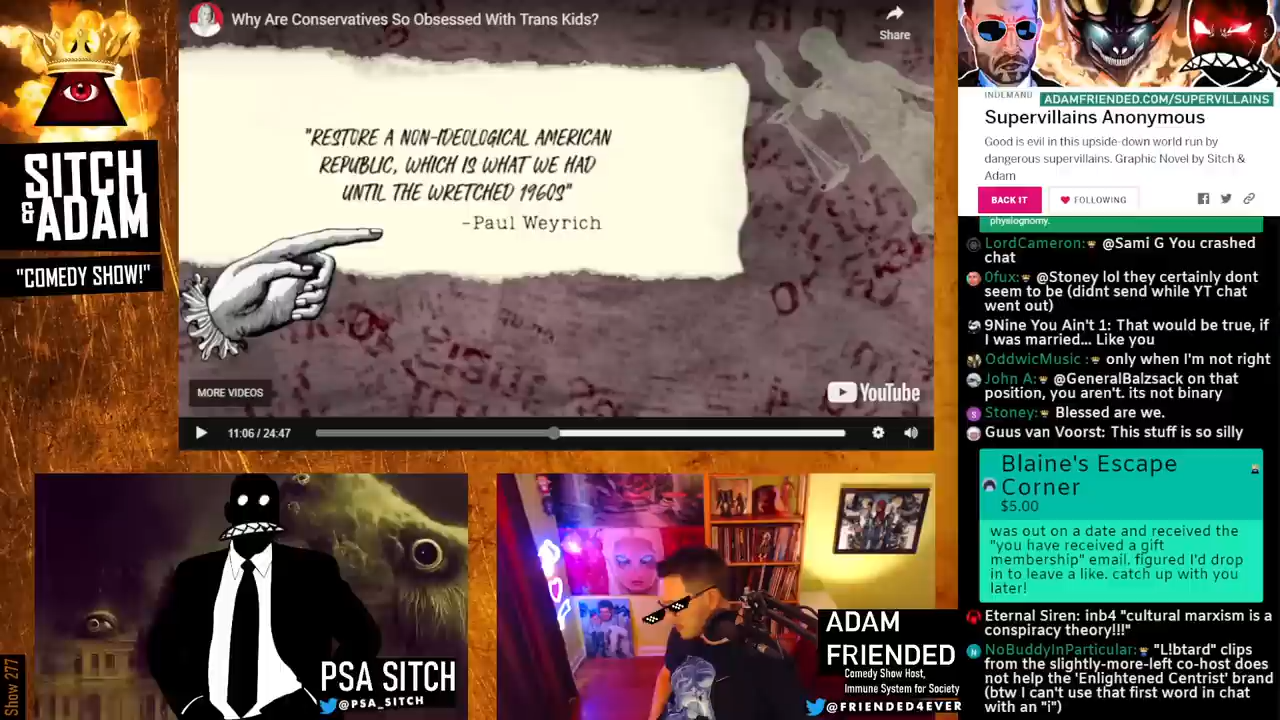 Why Are Conservatives So Obsessed With Trans Kids?
Share
"RESTORE A NON-IDEOLOGICAL AMERICAN
REPUBLIC, WHICH IS WHAT WE HAD
UNTIL THE WRETCHED 1960S"
-Paul Weyrich
MORE VIDEOS
YouTube
11:06 / 24:47
SITCH
& ADAM
"COMEDY SHOW!"
Show 277
PSA SITCH
@PSA_SITCH
ADAM
FRIENDED
Comedy Show Host,
Immune System for Society
@FRIENDED4EVER
INDEMAND
ADAMFRIENDED.COM/SUPERVILLAINS
Supervillains Anonymous
Good is evil in this upside-down world run by
dangerous supervillains. Graphic Novel by Sitch &
Adam
BACK IT
FOLLOWING
physiognomy.
LordCameron: @Sami G You crashed
chat
0fux: @Stoney lol they certainly dont
seem to be (didnt send while YT chat
went out)
9Nine You Ain't 1: That would be true, if
I was married... Like you
OddwicMusic : only when I'm not right
John A: @GeneralBalzsack on that
position, you aren't. its not binary
Stoney: Blessed are we.
Guus van Voorst: This stuff is so silly
Blaine's Escape
Corner
$5.00
was out on a date and received the
"you have received a gift
membership" email. figured I'd drop
in to leave a like. catch up with you
later!
Eternal Siren: inb4 "cultural marxism is a
conspiracy theory!!!"
NoBuddyInParticular: "L!btard" clips
from the slightly-more-left co-host does
not help the 'Enlightened Centrist' brand
(btw I can't use that first word in chat
with an "i")